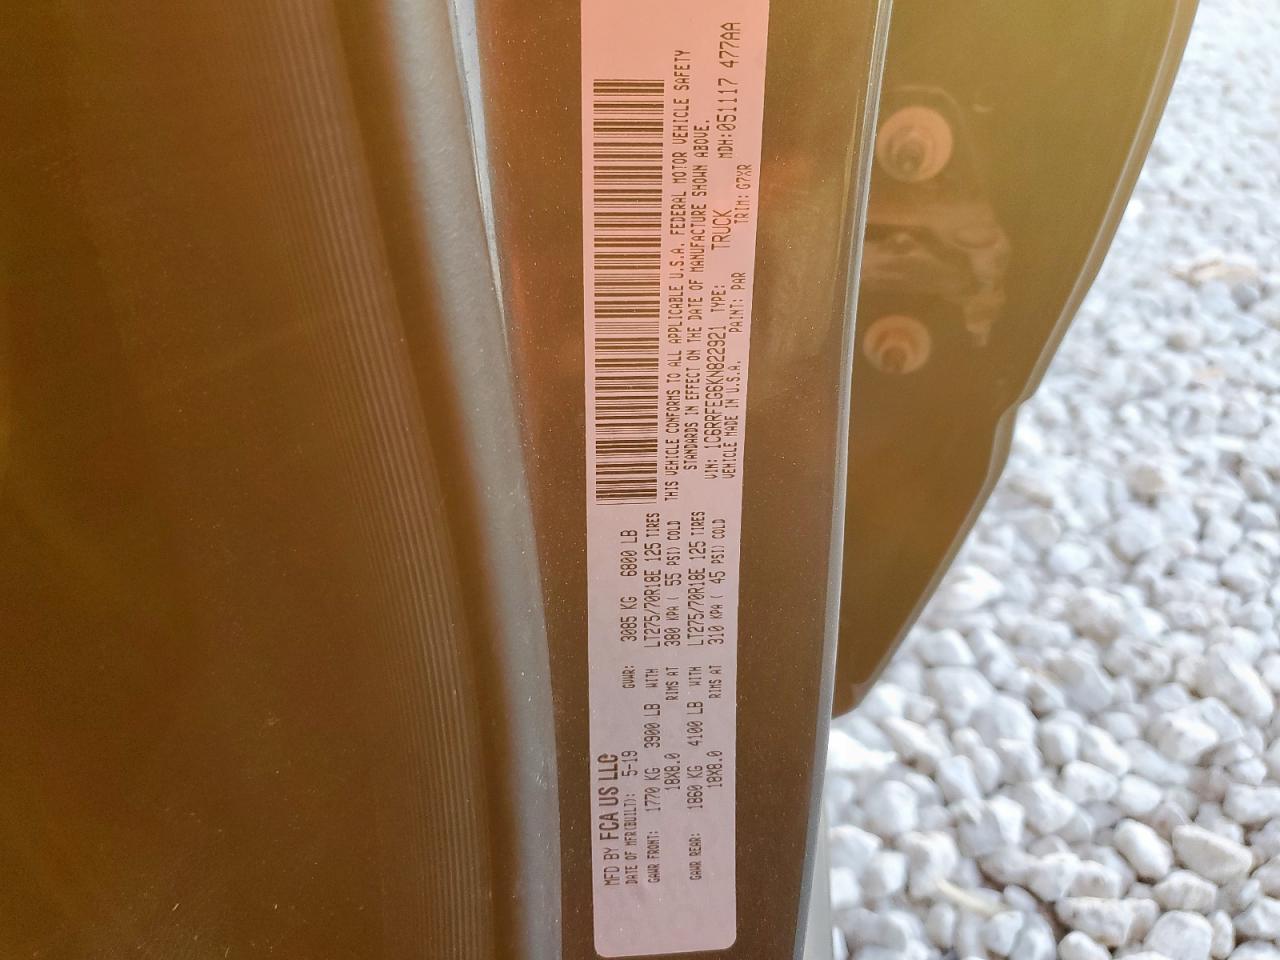 MFD BY FCA US LLC
DATE OF MFR(BUILT): 5-19 GVWR: 3085 KG 6800 LB
GAWR FRONT: 1770 KG 3900 LB WITH LT275/70R18E 125 TIRES
18X8.0 RIMS AT 380 KPA ( 55 PSI) COLD
GAWR REAR: 1860 KG 4100 LB WITH LT275/70R18E 125 TIRES
18X8.0 RIMS AT 310 KPA ( 45 PSI) COLD
THIS VEHICLE CONFORMS TO ALL APPLICABLE U.S.A. FEDERAL MOTOR VEHICLE SAFETY
STANDARDS IN EFFECT ON THE DATE OF MANUFACTURE SHOWN ABOVE.
VIN: 1C6RRFEG6KN822921 TYPE: TRUCK MDH:051117 477AA
VEHICLE MADE IN U.S.A. PAINT: PAR TRIM: G7XR